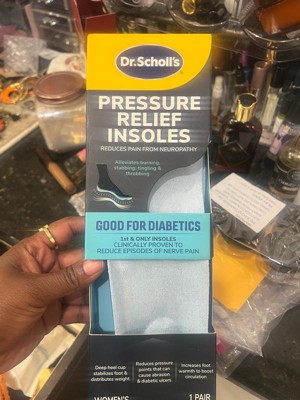 Dr. Scholl's
PRESSURE
RELIEF
INSOLES
REDUCES PAIN FROM NEUROPATHY
Alleviates burning,
stabbing, tingling &
throbbing
GOOD FOR DIABETICS
1st & ONLY INSOLES
CLINICALLY PROVEN TO
REDUCE EPISODES OF NERVE PAIN
Deep heel cup
stabilizes foot &
distributes weight
Reduces pressure
points that can
cause abrasion
& diabetic ulcers
Increases foot
warmth to boost
circulation
WOMEN'S
1 PAIR